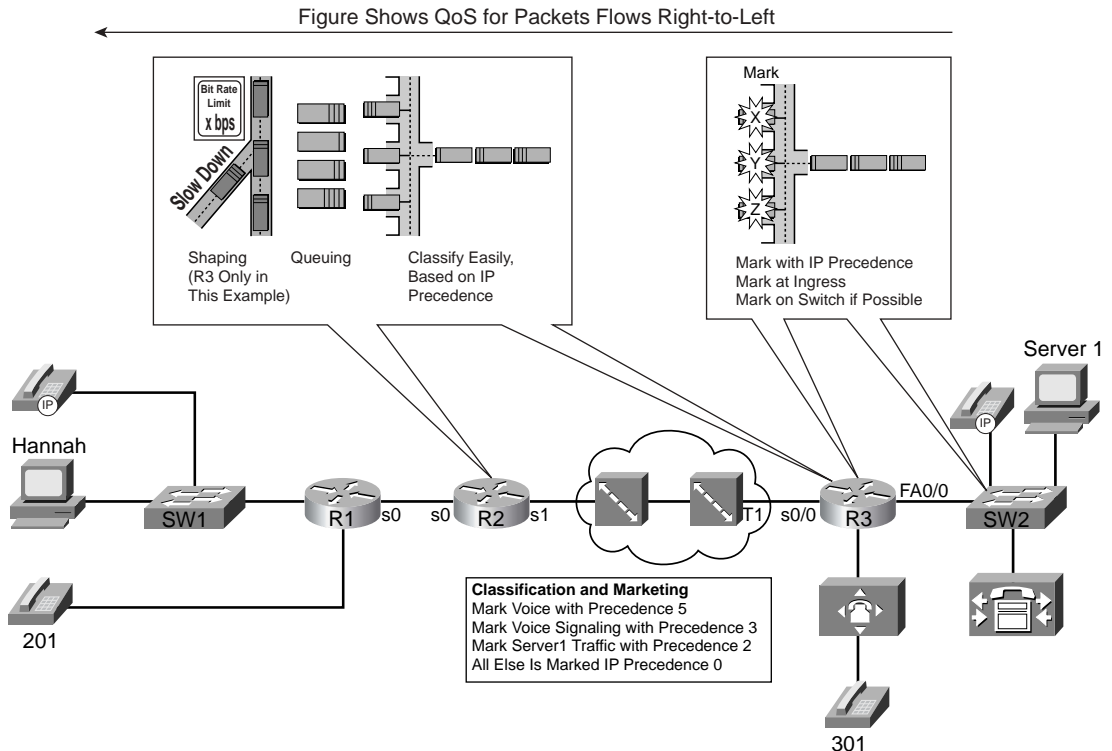 Figure Shows QoS for Packets Flows Right-to-Left
Bit Rate
Limit
x bps
Slow Down
Shaping
(R3 Only in
This Example)
Queuing
Classify Easily,
Based on IP
Precedence
Mark
X
Y
Z
Mark with IP Precedence
Mark at Ingress
Mark on Switch if Possible
Server 1
IP
IP
Hannah
SW1
R1
s0
s0
R2
s1
T1
s0/0
R3
FA0/0
SW2
201
Classification and Marketing
Mark Voice with Precedence 5
Mark Voice Signaling with Precedence 3
Mark Server1 Traffic with Precedence 2
All Else Is Marked IP Precedence 0
301